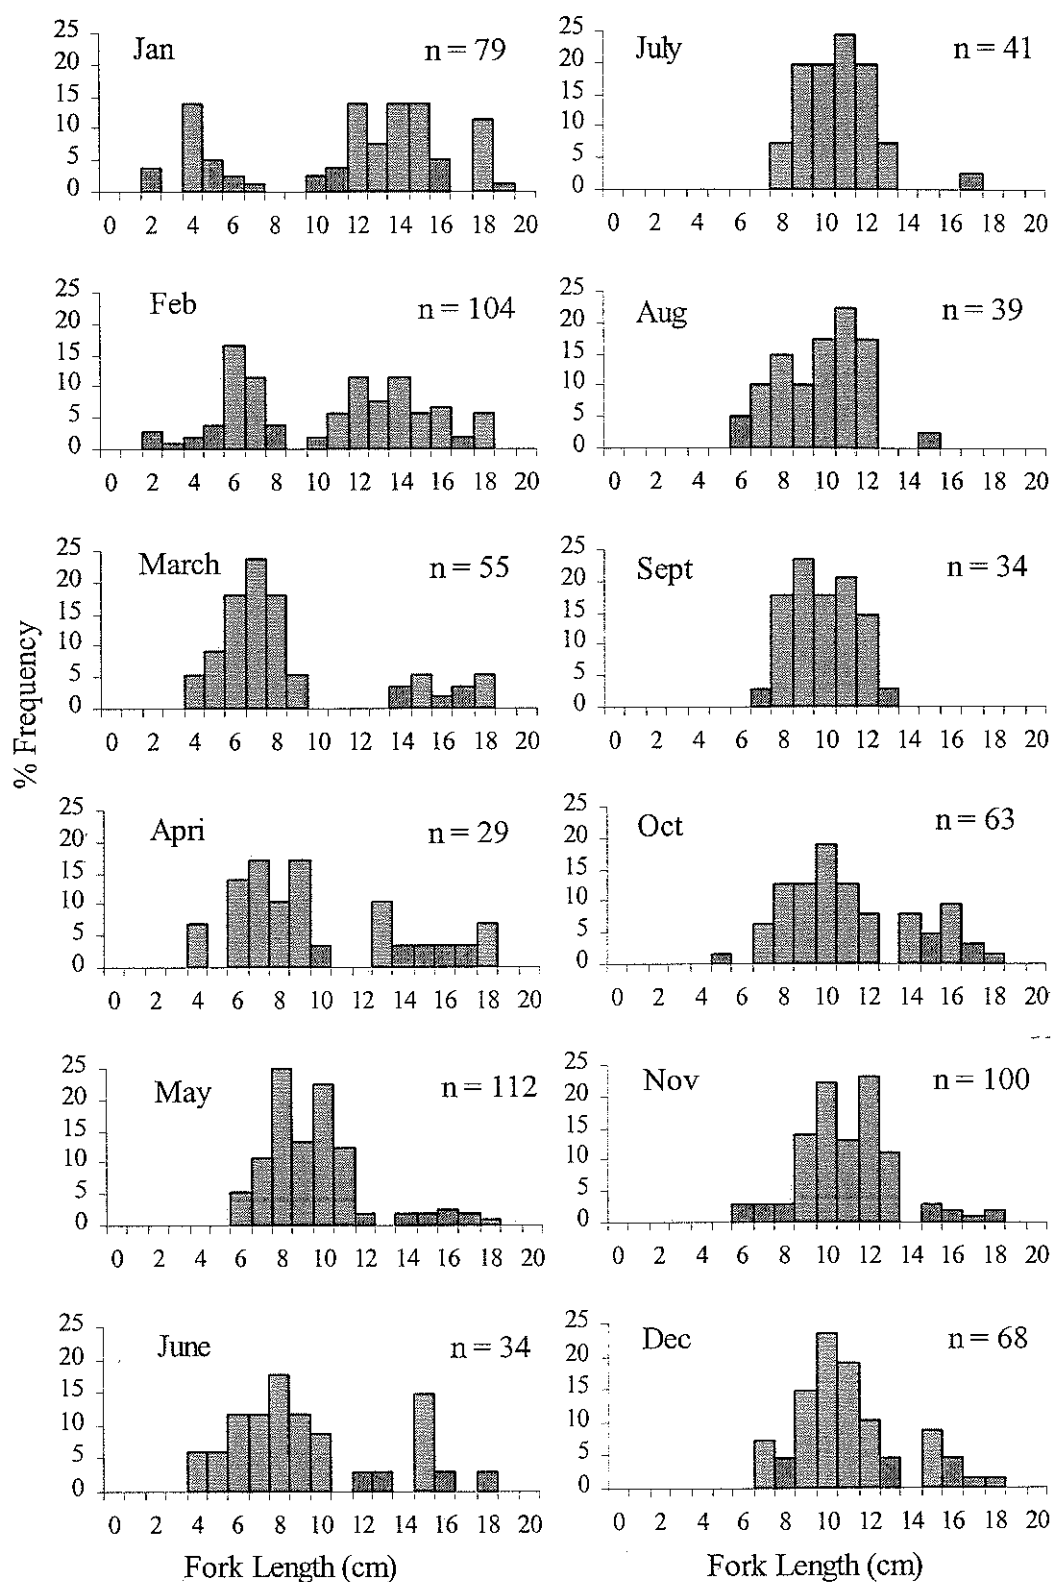 % Frequency
Jan
n = 79
25
20
15
10
5
0
0 2 4 6 8 10 12 14 16 18 20
July
n = 41
25
20
15
10
5
0
0 2 4 6 8 10 12 14 16 18 20
Feb
n = 104
25
20
15
10
5
0
0 2 4 6 8 10 12 14 16 18 20
Aug
n = 39
25
20
15
10
5
0
0 2 4 6 8 10 12 14 16 18 20
March
n = 55
25
20
15
10
5
0
0 2 4 6 8 10 12 14 16 18 20
Sept
n = 34
25
20
15
10
5
0
0 2 4 6 8 10 12 14 16 18 20
Apri
n = 29
25
20
15
10
5
0
0 2 4 6 8 10 12 14 16 18 20
Oct
n = 63
25
20
15
10
5
0
0 2 4 6 8 10 12 14 16 18 20
May
n = 112
25
20
15
10
5
0
0 2 4 6 8 10 12 14 16 18 20
Nov
n = 100
25
20
15
10
5
0
0 2 4 6 8 10 12 14 16 18 20
June
n = 34
25
20
15
10
5
0
0 2 4 6 8 10 12 14 16 18 20
Fork Length (cm)
Dec
n = 68
25
20
15
10
5
0
0 2 4 6 8 10 12 14 16 18 20
Fork Length (cm)